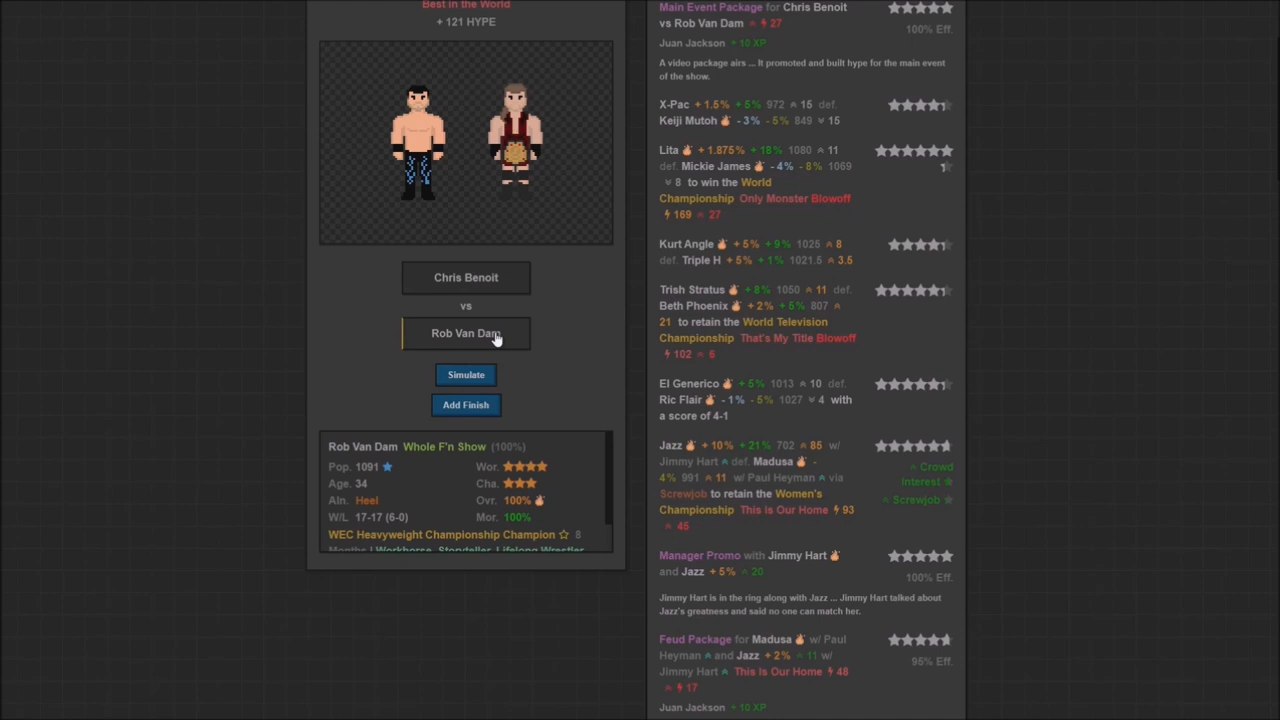 Best in the World
+ 121 HYPE
Chris Benoit
vs
Rob Van Dam
Simulate
Add Finish
Rob Van Dam Whole F'n Show (100%)
Pop. 1091 Wor.
Age. 34 Cha.
Aln. Heel Ovr. 100%
W/L 17-17 (6-0) Mor. 100%
WEC Heavyweight Championship Champion ☆ 8
Months | Workhorse, Storyteller, Lifelong Wrestler
Main Event Package for Chris Benoit
vs Rob Van Dam 27
100% Eff.
Juan Jackson + 10 XP
A video package airs ... It promoted and built hype for the main event
of the show.
X-Pac + 1.5% + 5% 972 15 def.
Keiji Mutoh - 3% - 5% 849 15
Lita + 1.875% + 18% 1080 11
def. Mickie James - 4% - 8% 1069
8 to win the World
Championship Only Monster Blowoff
169 27
Kurt Angle + 5% + 9% 1025 8
def. Triple H + 5% + 1% 1021.5 3.5
Trish Stratus + 8% 1050 11 def.
Beth Phoenix + 2% + 5% 807
21 to retain the World Television
Championship That's My Title Blowoff
102 6
El Generico + 5% 1013 10 def.
Ric Flair - 1% - 5% 1027 4 with
a score of 4-1
Jazz + 10% + 21% 702 85 w/
Jimmy Hart def. Madusa -
4% 991 11 w/ Paul Heyman via
Screwjob to retain the Women's
Championship This is Our Home 93
45
Crowd
Interest
Screwjob
Manager Promo with Jimmy Hart
and Jazz + 5% 20
100% Eff.
Jimmy Hart is in the ring along with Jazz ... Jimmy Hart talked about
Jazz's greatness and said no one can match her.
Feud Package for Madusa w/ Paul
Heyman and Jazz + 2% 11 w/
Jimmy Hart This is Our Home 48
17
95% Eff.
Juan Jackson + 10 XP